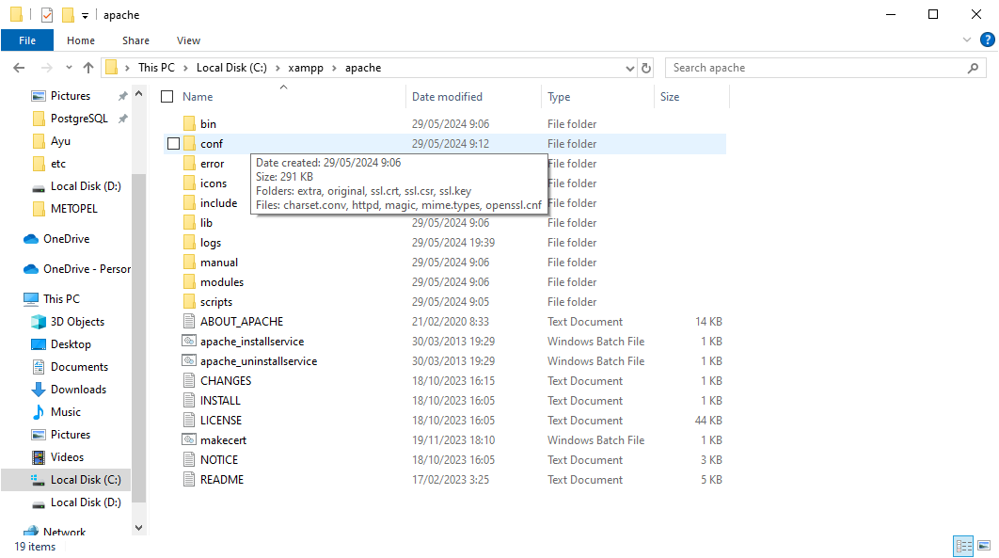 apache
File Home Share View
This PC Local Disk (C:) xampp apache
Search apache
Pictures
PostgreSQL
Ayu
etc
Local Disk (D:)
METOPEL
OneDrive
OneDrive - Person
This PC
3D Objects
Desktop
Documents
Downloads
Music
Pictures
Videos
Local Disk (C:)
Local Disk (D:)
Network
Name Date modified Type Size
bin 29/05/2024 9:06 File folder
conf 29/05/2024 9:12 File folder
error File folder
icons File folder
include File folder
Date created: 29/05/2024 9:06
Size: 291 KB
Folders: extra, original, ssl.crt, ssl.csr, ssl.key
Files: charset.conv, httpd, magic, mime.types, openssl.cnf
lib 29/05/2024 9:06 File folder
logs 29/05/2024 19:39 File folder
manual 29/05/2024 9:06 File folder
modules 29/05/2024 9:06 File folder
scripts 29/05/2024 9:05 File folder
ABOUT_APACHE 21/02/2020 8:33 Text Document 14 KB
apache_installservice 30/03/2013 19:29 Windows Batch File 1 KB
apache_uninstallservice 30/03/2013 19:29 Windows Batch File 1 KB
CHANGES 18/10/2023 16:15 Text Document 1 KB
INSTALL 18/10/2023 16:05 Text Document 1 KB
LICENSE 18/10/2023 16:05 Text Document 44 KB
makecert 19/11/2023 18:10 Windows Batch File 1 KB
NOTICE 18/10/2023 16:05 Text Document 3 KB
README 17/02/2023 3:25 Text Document 5 KB
19 items